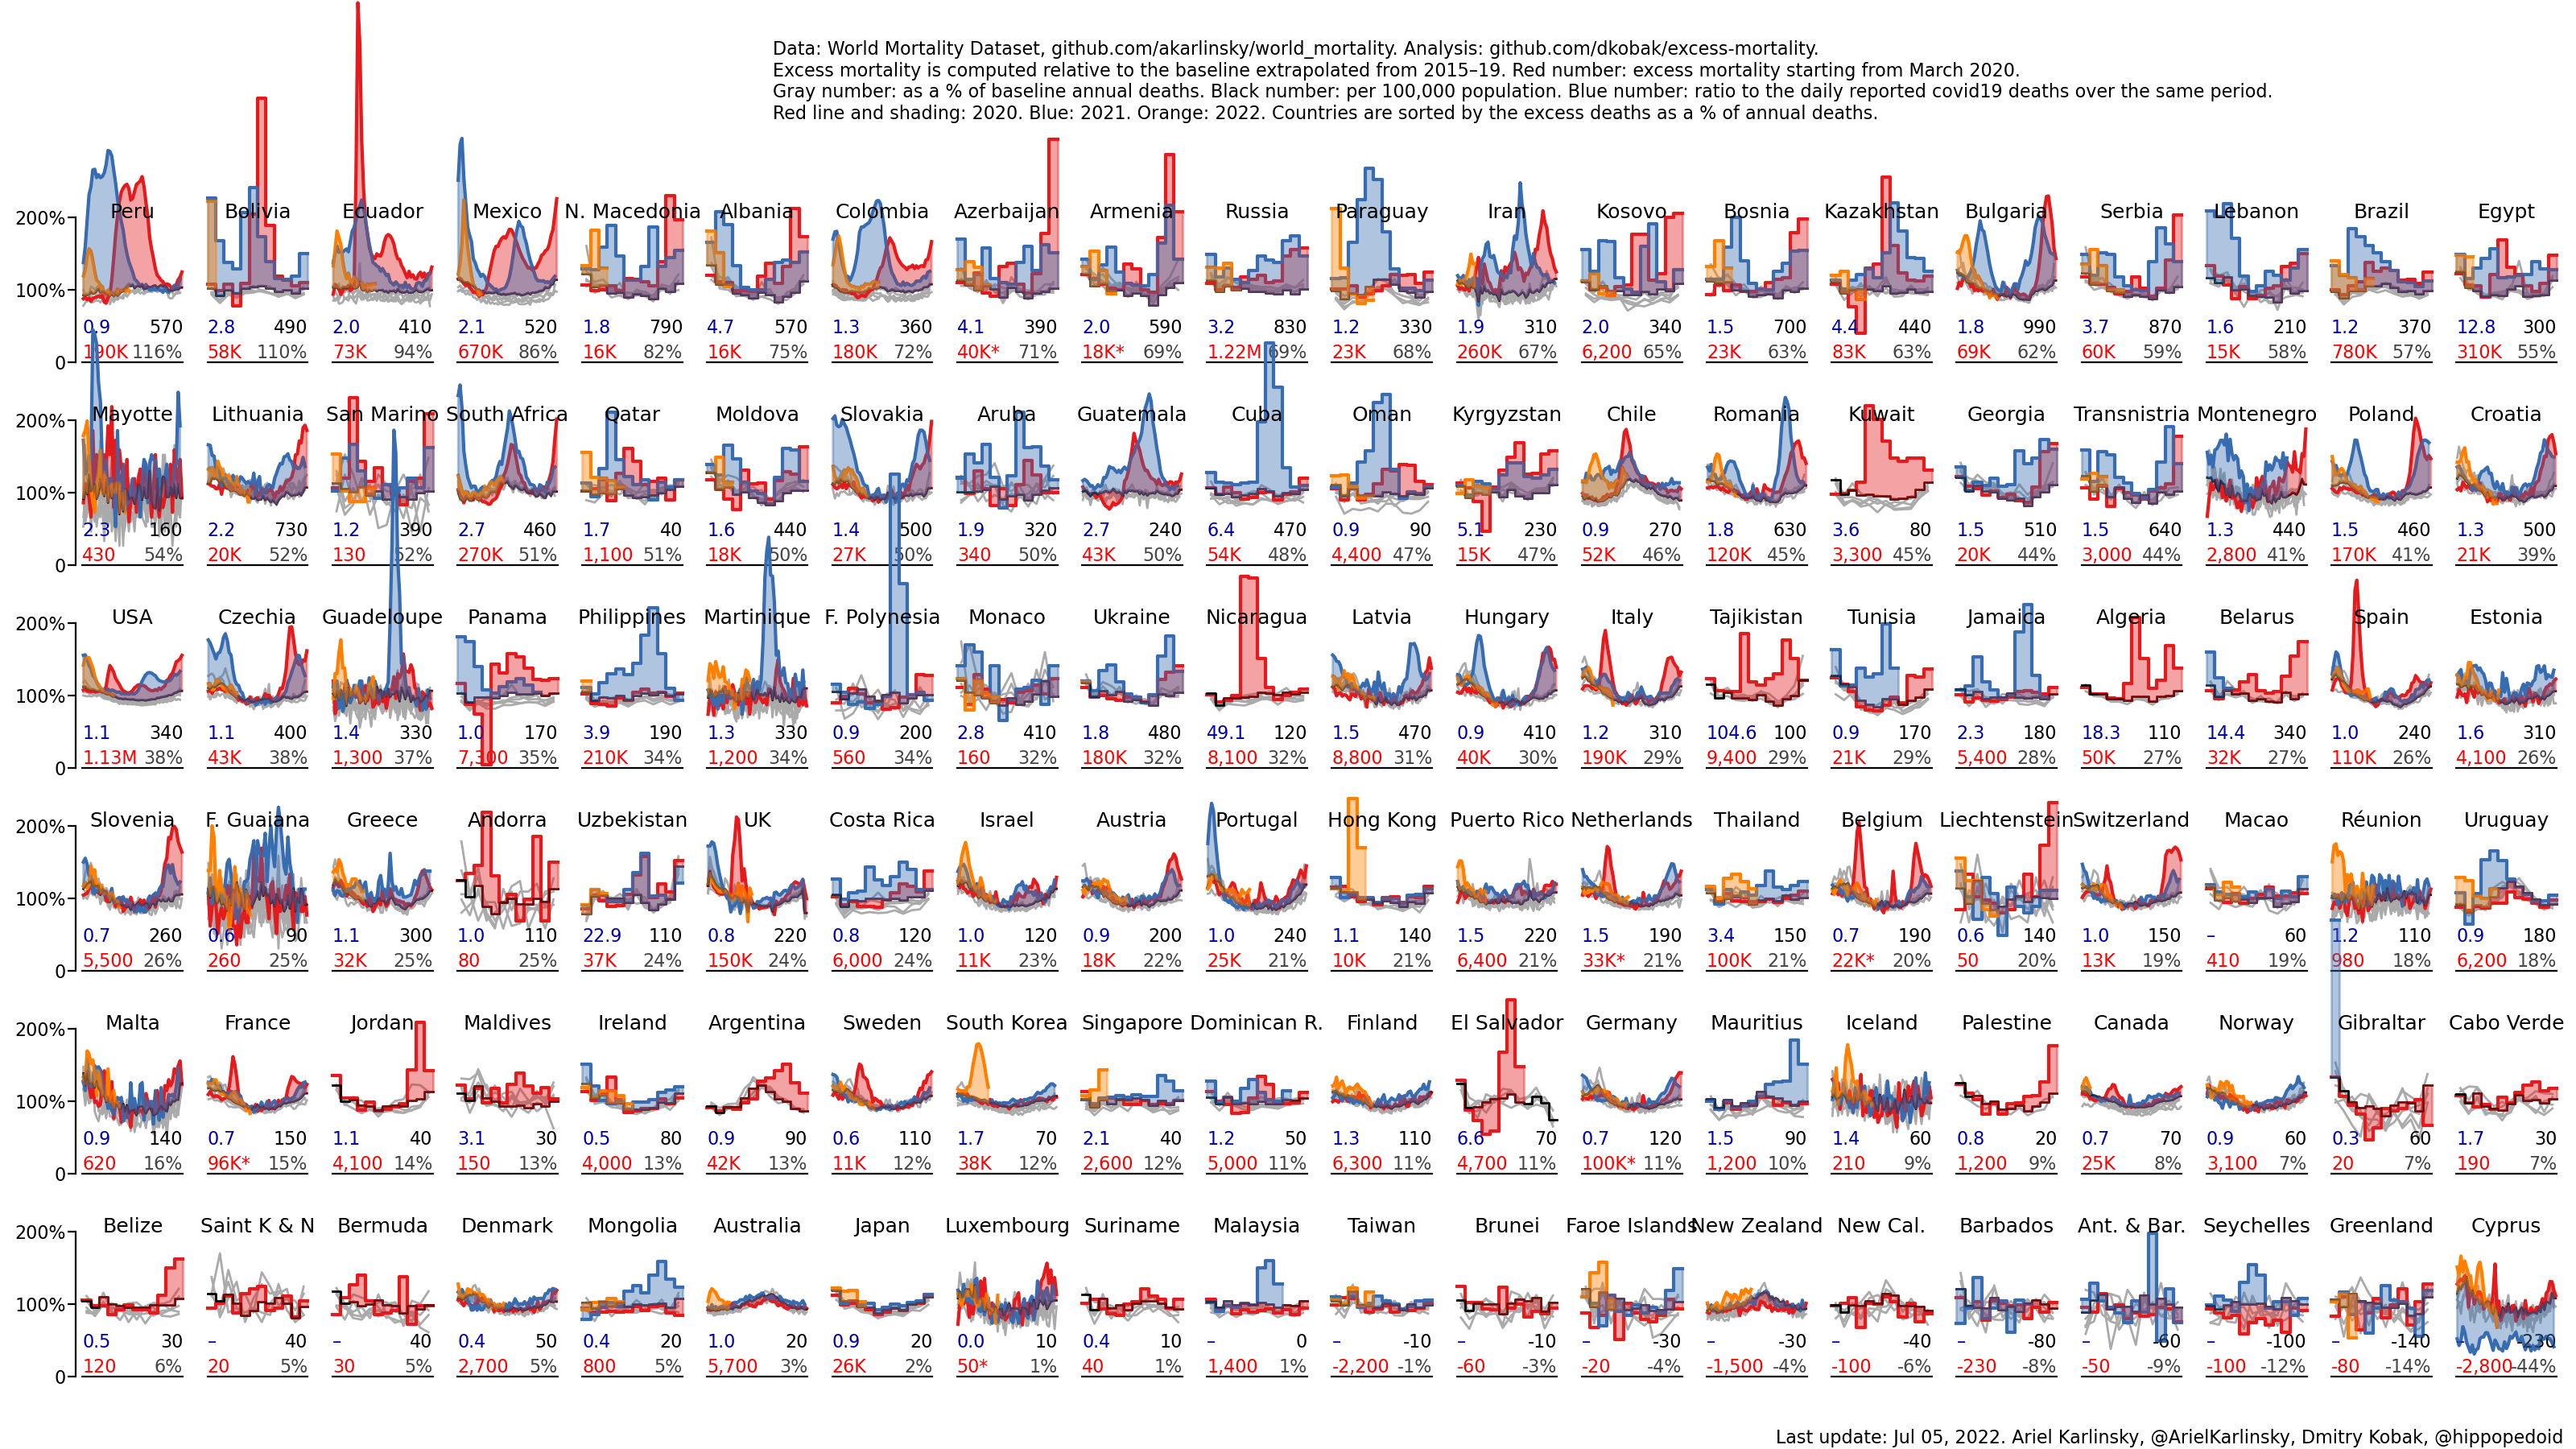 Data: World Mortality Dataset, github.com/akarlinsky/world_mortality. Analysis: github.com/dkobak/excess-mortality.
Excess mortality is computed relative to the baseline extrapolated from 2015–19. Red number: excess mortality starting from March 2020.
Gray number: as a % of baseline annual deaths. Black number: per 100,000 population. Blue number: ratio to the daily reported covid19 deaths over the same period.
Red line and shading: 2020. Blue: 2021. Orange: 2022. Countries are sorted by the excess deaths as a % of annual deaths.
200% Peru Bolivia Ecuador Mexico N. Macedonia Albania Colombia Azerbaijan Armenia Russia Paraguay Iran Kosovo Bosnia Kazakhstan Bulgaria Serbia Lebanon Brazil Egypt
100%
0.9 570 2.8 490 2.0 410 2.1 520 1.8 790 4.7 570 1.3 360 4.1 390 2.0 590 3.2 830 1.2 330 1.9 310 2.0 340 1.5 700 4.4 440 1.8 990 3.7 870 1.6 210 1.2 370 12.8 300
0 190K 116% 58K 110% 73K 94% 670K 86% 16K 82% 16K 75% 180K 72% 40K* 71% 18K* 69% 1.22M 69% 23K 68% 260K 67% 6,200 65% 23K 63% 83K 63% 69K 62% 60K 59% 15K 58% 780K 57% 310K 55%
200% Mayotte Lithuania San Marino South Africa Qatar Moldova Slovakia Aruba Guatemala Cuba Oman Kyrgyzstan Chile Romania Kuwait Georgia Transnistria Montenegro Poland Croatia
100%
2.3 160 2.2 730 1.2 390 2.7 460 1.7 40 1.6 440 1.4 500 1.9 320 2.7 240 6.4 470 0.9 90 5.1 230 0.9 270 1.8 630 3.6 80 1.5 510 1.5 640 1.3 440 1.5 460 1.3 500
0 430 54% 20K 52% 130 52% 270K 51% 1,100 51% 18K 50% 27K 50% 340 50% 43K 50% 54K 48% 4,400 47% 15K 47% 52K 46% 120K 45% 3,300 45% 20K 44% 3,000 44% 2,800 41% 170K 41% 21K 39%
200% USA Czechia Guadeloupe Panama Philippines Martinique F. Polynesia Monaco Ukraine Nicaragua Latvia Hungary Italy Tajikistan Tunisia Jamaica Algeria Belarus Spain Estonia
100%
1.1 340 1.1 400 1.4 330 1.0 170 3.9 190 1.3 330 0.9 200 2.8 410 1.8 480 49.1 120 1.5 470 0.9 410 1.2 310 104.6 100 0.9 170 2.3 180 18.3 110 14.4 340 1.0 240 1.6 310
0 1.13M 38% 43K 38% 1,300 37% 7,300 35% 210K 34% 1,200 34% 560 34% 160 32% 180K 32% 8,100 32% 8,800 31% 40K 30% 190K 29% 9,400 29% 21K 29% 5,400 28% 50K 27% 32K 27% 110K 26% 4,100 26%
200% Slovenia F. Guaiana Greece Andorra Uzbekistan UK Costa Rica Israel Austria Portugal Hong Kong Puerto Rico Netherlands Thailand Belgium Liechtenstein Switzerland Macao Réunion Uruguay
100%
0.7 260 0.6 90 1.1 300 1.0 110 22.9 110 0.8 220 0.8 120 1.0 120 0.9 200 1.0 240 1.1 140 1.5 220 1.5 190 3.4 150 0.7 190 0.6 140 1.0 150 – 60 1.2 110 0.9 180
0 5,500 26% 260 25% 32K 25% 80 25% 37K 24% 150K 24% 6,000 24% 11K 23% 18K 22% 25K 21% 10K 21% 6,400 21% 33K* 21% 100K 21% 22K* 20% 50 20% 13K 19% 410 19% 980 18% 6,200 18%
200% Malta France Jordan Maldives Ireland Argentina Sweden South Korea Singapore Dominican R. Finland El Salvador Germany Mauritius Iceland Palestine Canada Norway Gibraltar Cabo Verde
100%
0.9 140 0.7 150 1.1 40 3.1 30 0.5 80 0.9 90 0.6 110 1.7 70 2.1 40 1.2 50 1.3 110 6.6 70 0.7 120 1.5 90 1.4 60 0.8 20 0.7 70 0.9 60 0.3 60 1.7 30
0 620 16% 96K* 15% 4,100 14% 150 13% 4,000 13% 42K 13% 11K 12% 38K 12% 2,600 12% 5,000 11% 6,300 11% 4,700 11% 100K* 11% 1,200 10% 210 9% 1,200 9% 25K 8% 3,100 7% 20 7% 190 7%
200% Belize Saint K & N Bermuda Denmark Mongolia Australia Japan Luxembourg Suriname Malaysia Taiwan Brunei Faroe Islands New Zealand New Cal. Barbados Ant. & Bar. Seychelles Greenland Cyprus
100%
0.5 30 – 40 – 40 0.4 50 0.4 20 1.0 20 0.9 20 0.0 10 0.4 10 – 0 – -10 – -10 – -30 – -30 – -40 – -80 – -60 – -100 – -140 -230
0 120 6% 20 5% 30 5% 2,700 5% 800 5% 5,700 3% 26K 2% 50* 1% 40 1% 1,400 1% -2,200 -1% -60 -3% -20 -4% -1,500 -4% -100 -6% -230 -8% -50 -9% -100 -12% -80 -14% -2,800 -44%
Last update: Jul 05, 2022. Ariel Karlinsky, @ArielKarlinsky, Dmitry Kobak, @hippopedoid